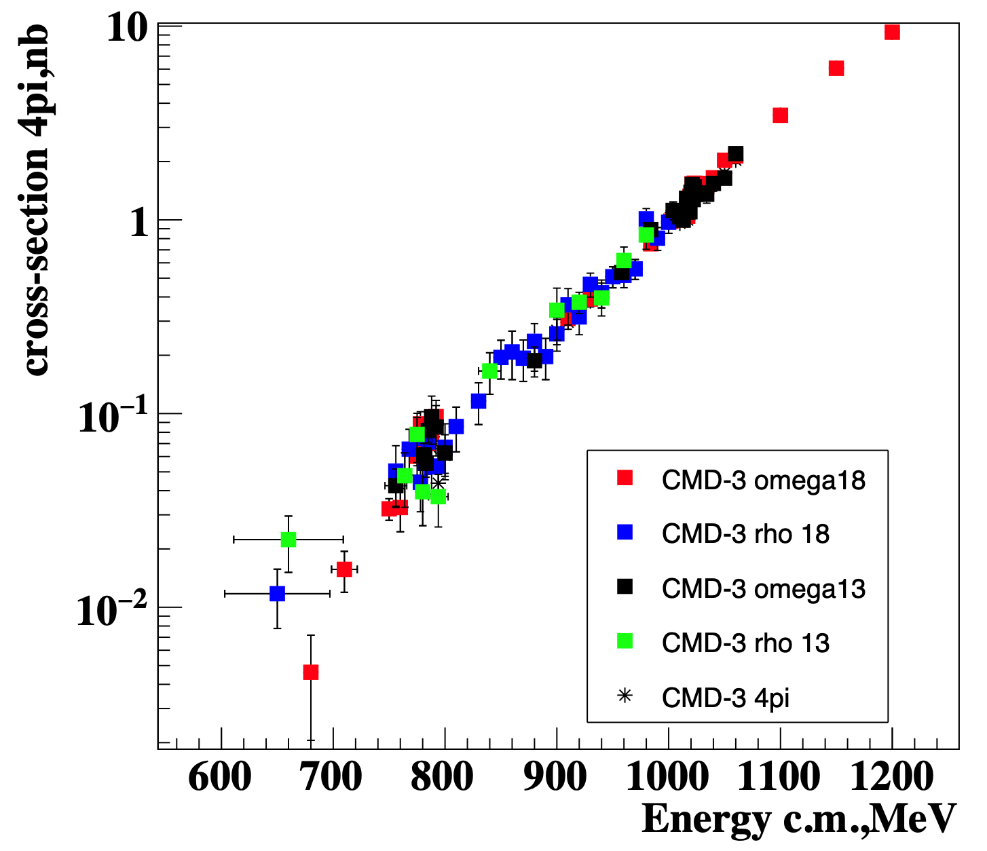 cross-section 4pi,nb
10
1
10⁻¹
10⁻²
CMD-3 omega18
CMD-3 rho 18
CMD-3 omega13
CMD-3 rho 13
CMD-3 4pi
600 700 800 900 1000 1100 1200
Energy c.m.,MeV